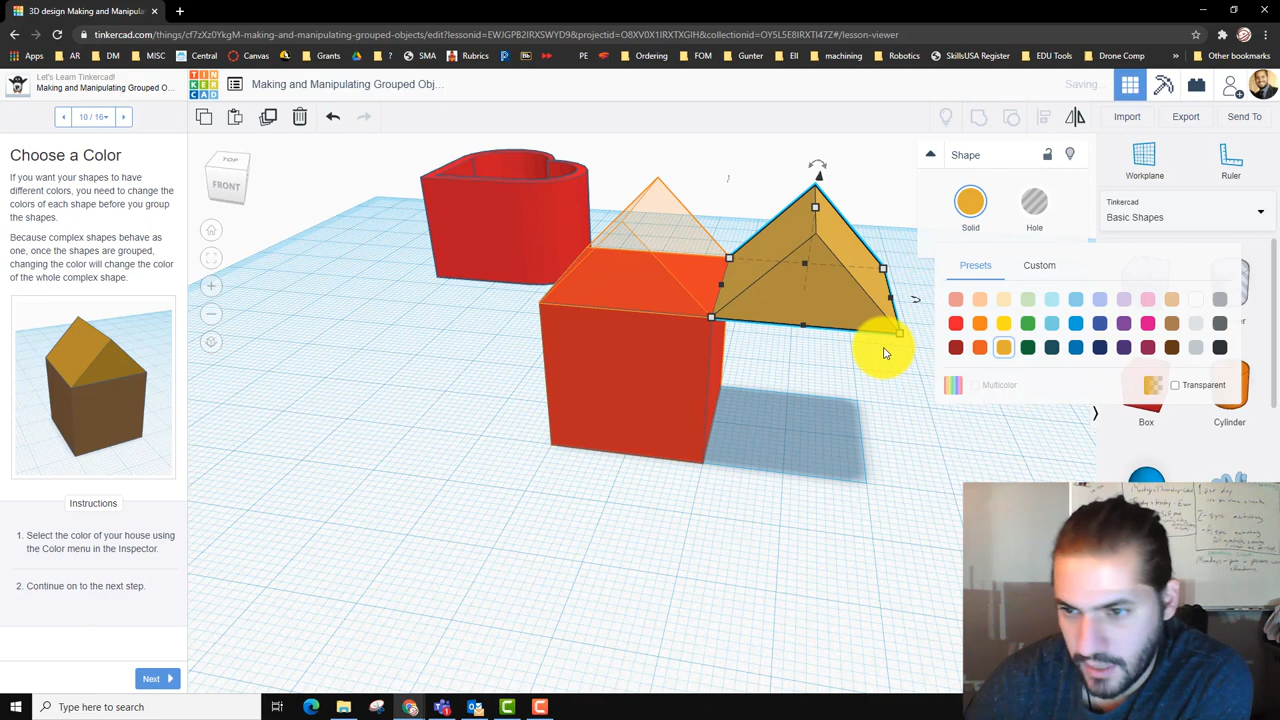 3D design Making and Manipul
tinkercad.com/things/cf7zXz0YkgM-making-and-manipulating-grouped-objects/edit?lessonid=EWJGPB2IRXSWYD9&projectid=O8XV0X1IRXTXGIH&collectionid=OY5L5E8IRXTI47Z#/lesson-viewer
Apps AR DM MISC Central Canvas Grants ? SAM Rubrics PE Ordering FOM Gunter Ell machining Robotics SkillsUSA Register EDU Tools Drone Comp Other bookmarks
Let's Learn Tinkercad!
Making and Manipulating Grouped O...
TIN
KER
CAD
Making and Manipulating Grouped Obj...
Saving...
10 / 16
Import Export Send To
Choose a Color
If you want your shapes to have
different colors, you need to change the
colors of each shape before you group
the shapes.
Because complex shapes behave as
one, once the shapes are grouped,
changing the color will change the color
of the whole complex shape.
Instructions
1. Select the color of your house using
the Color menu in the Inspector.
2. Continue on to the next step.
Next
TOP
FRONT
Shape
Solid Hole
Presets Custom
Multicolor Transparent
Workplane Ruler
Tinkercad
Basic Shapes
Box Cylinder
Type here to search